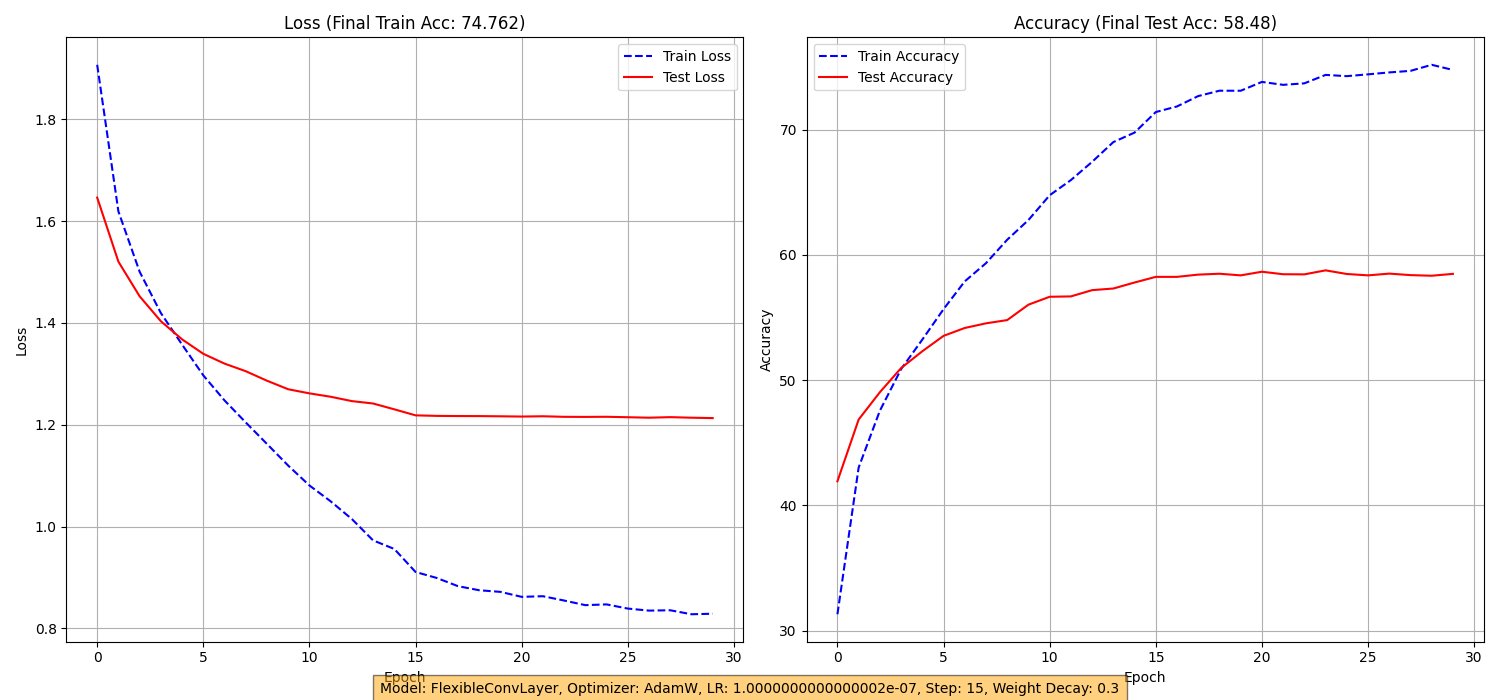 Loss (Final Train Acc: 74.762)
Train Loss
Test Loss
1.8
1.6
1.4
1.2
1.0
0.8
Loss
0 5 10 15 20 25 30
Epoch
Accuracy (Final Test Acc: 58.48)
Train Accuracy
Test Accuracy
70
60
50
40
30
Accuracy
0 5 10 15 20 25 30
Epoch
Model: FlexibleConvLayer, Optimizer: AdamW, LR: 1.0000000000000002e-07, Step: 15, Weight Decay: 0.3